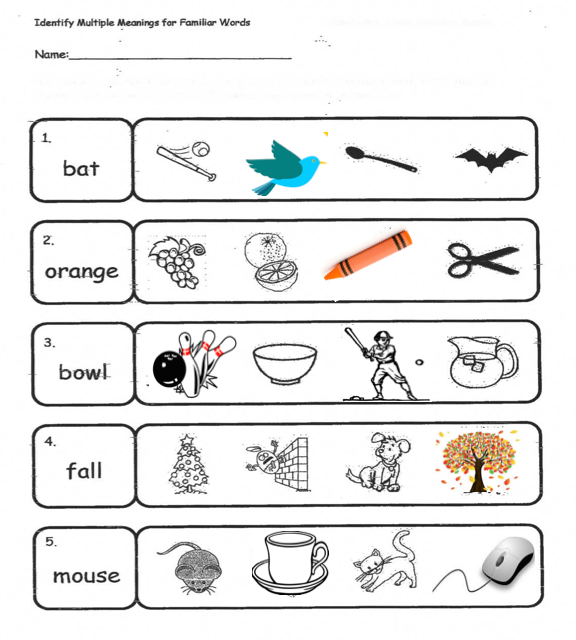 Identify Multiple Meanings for Familiar Words
Name:
1.
bat
2.
orange
3.
bowl
4.
fall
5.
mouse